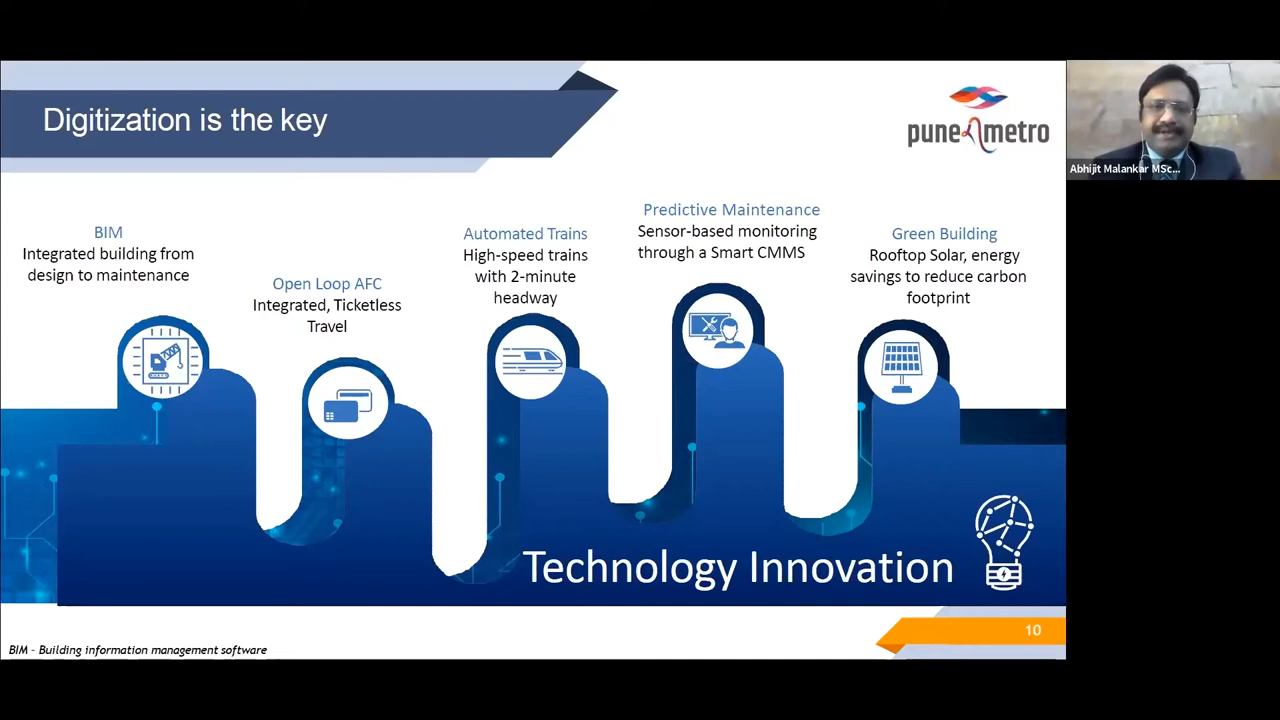 Digitization is the key
pune metro
Abhijit Malankar MSc...
BIM
Integrated building from
design to maintenance
Open Loop AFC
Integrated, Ticketless
Travel
Automated Trains
High-speed trains
with 2-minute
headway
Predictive Maintenance
Sensor-based monitoring
through a Smart CMMS
Green Building
Rooftop Solar, energy
savings to reduce carbon
footprint
Technology Innovation
10
BIM - Building information management software